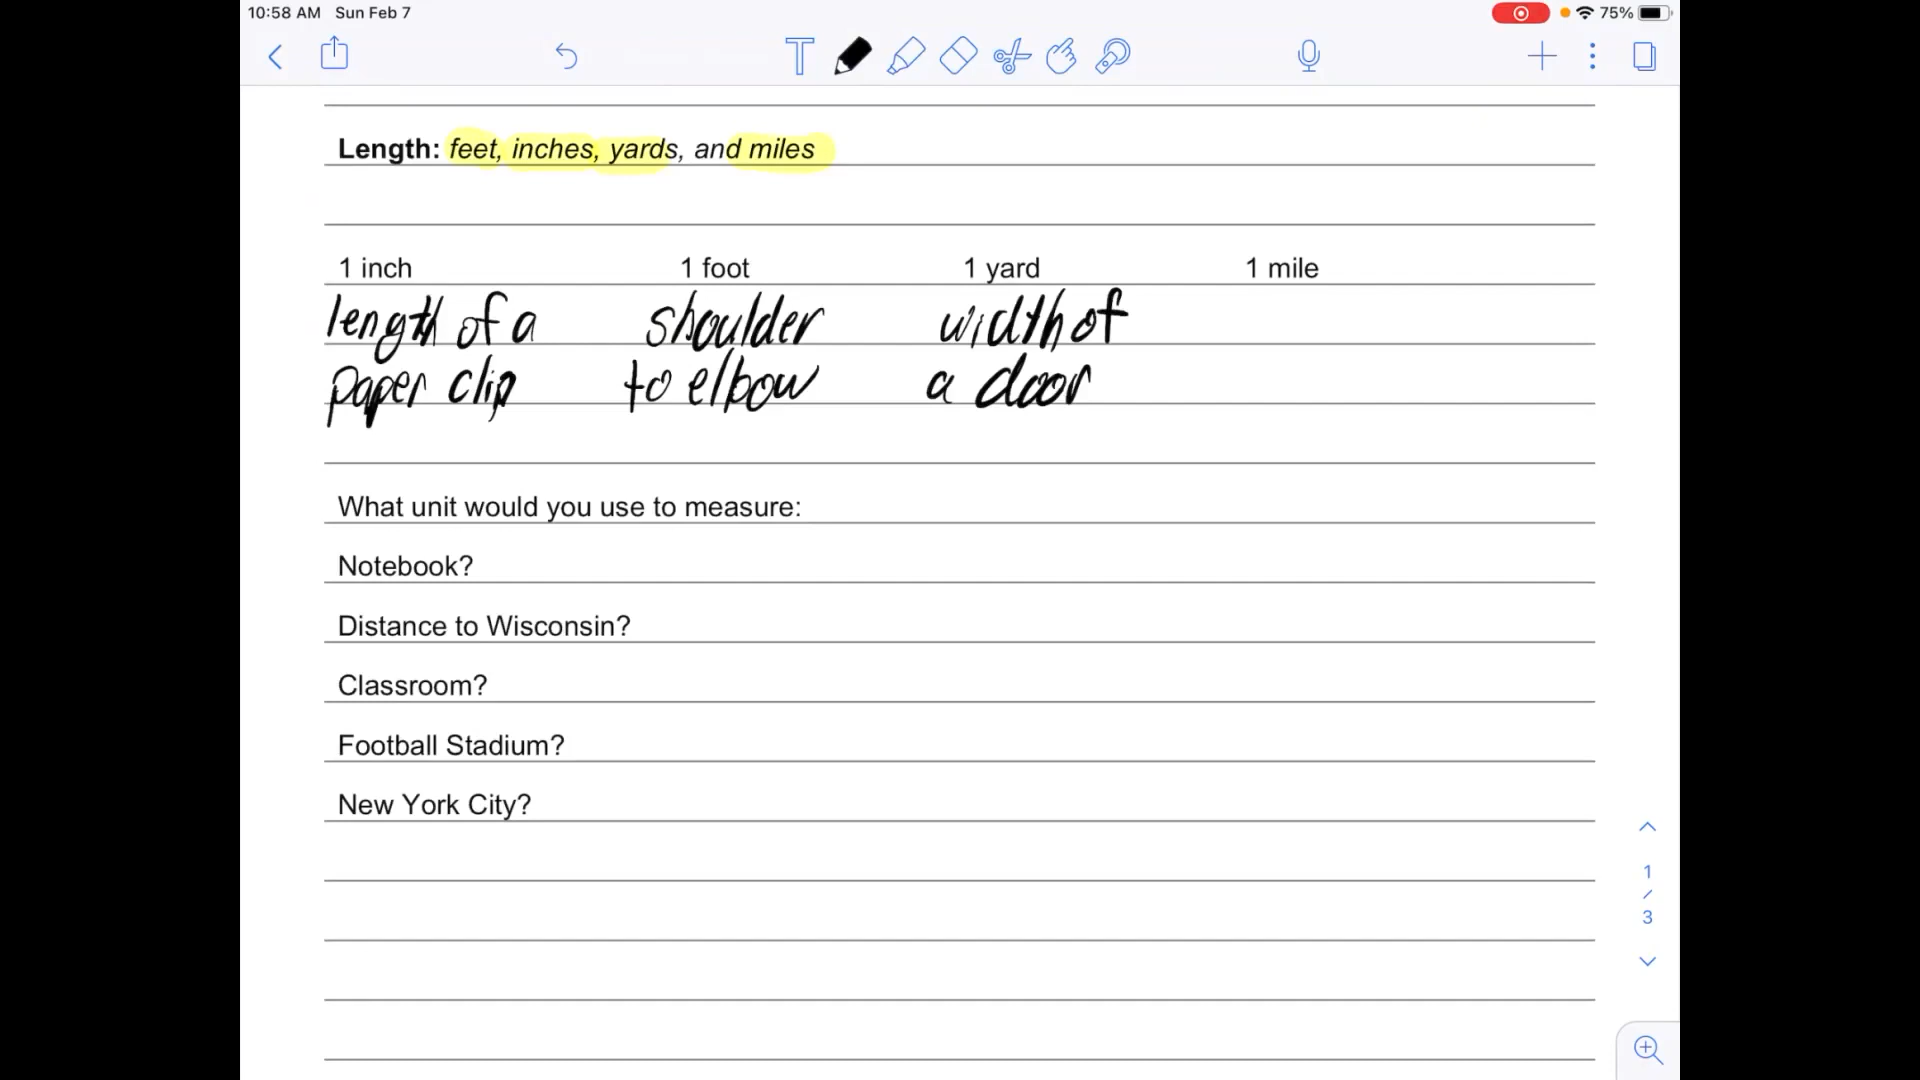 10:58 AM Sun Feb 7
75%
Length: feet, inches, yards, and miles
1 inch 1 foot 1 yard 1 mile
length of a shoulder width of
paper clip to elbow a door
What unit would you use to measure:
Notebook?
Distance to Wisconsin?
Classroom?
Football Stadium?
New York City?
1
/
3